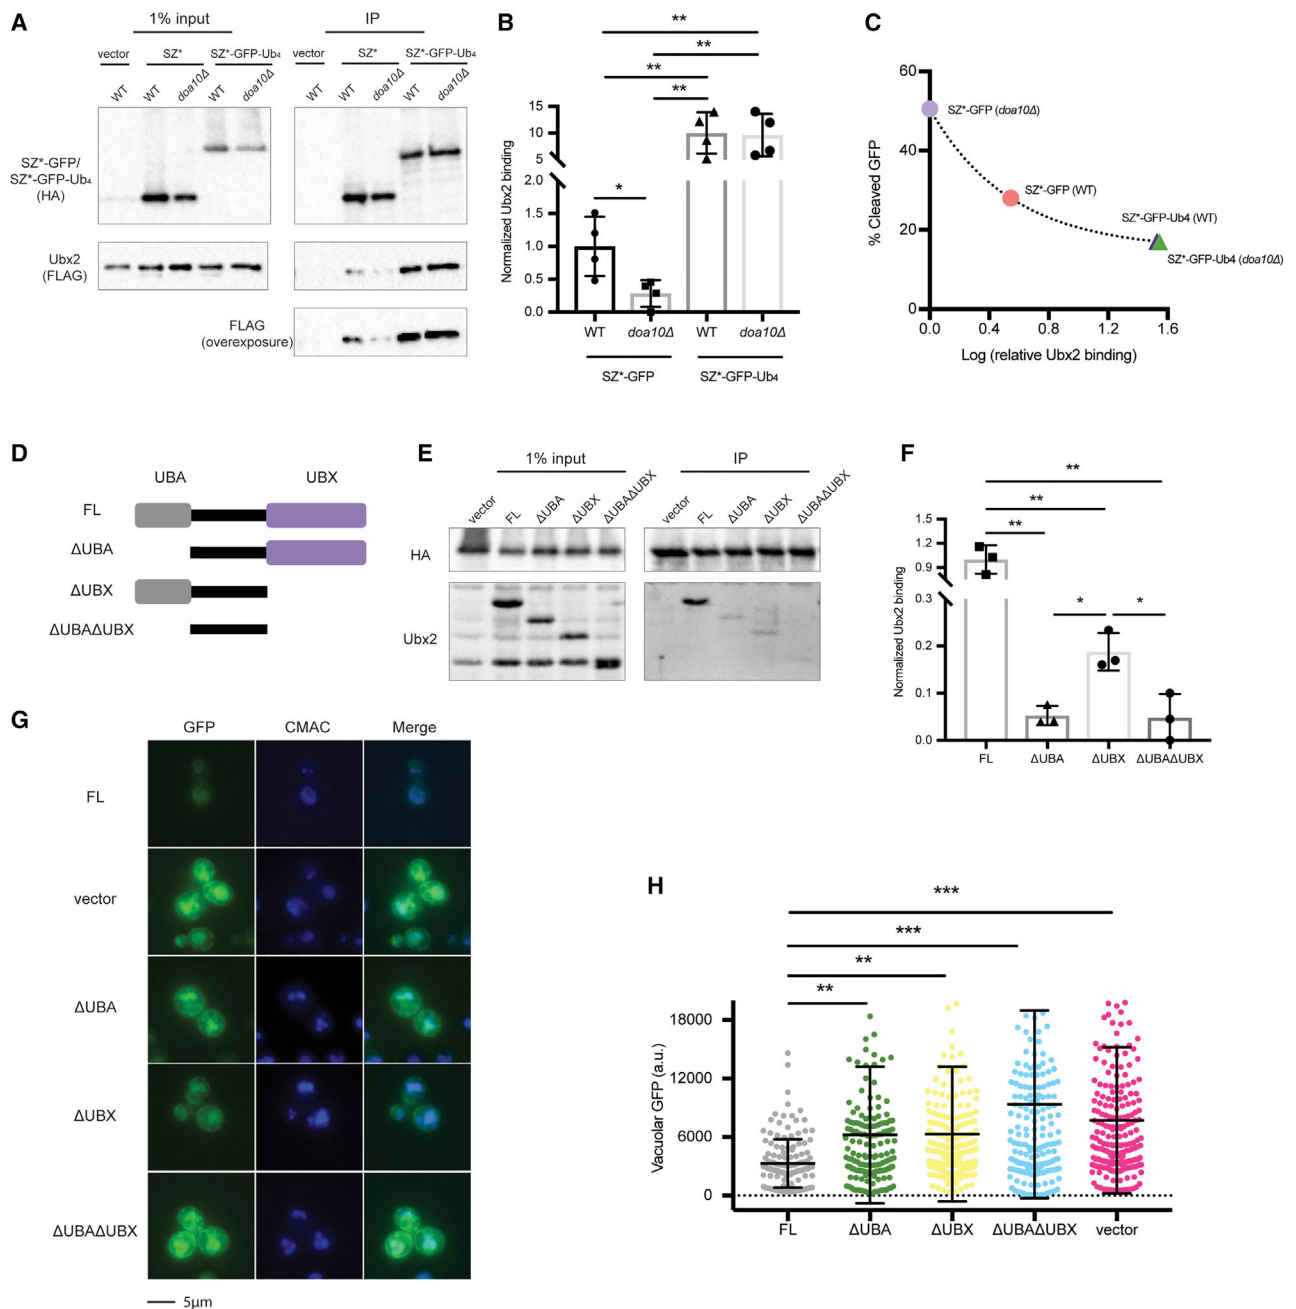 A
1% input
IP
vector
SZ*
SZ*-GFP-Ub₄
vector
SZ*
SZ*-GFP-Ub₄
WT
WT
doa10Δ
WT
doa10Δ
WT
WT
doa10Δ
WT
doa10Δ
SZ*-GFP/
SZ*-GFP-Ub₄
(HA)
Ubx2
(FLAG)
FLAG
(overexposure)
B
**
**
**
**
*
Normalized Ubx2 binding
15
10
5
2.0
1.5
1.0
0.5
0.0
WT
doa10Δ
WT
doa10Δ
SZ*-GFP
SZ*-GFP-Ub₄
C
% Cleaved GFP
60
40
20
0
SZ*-GFP (doa10Δ)
SZ*-GFP (WT)
SZ*-GFP-Ub4 (WT)
SZ*-GFP-Ub4 (doa10Δ)
0.0
0.4
0.8
1.2
1.6
Log (relative Ubx2 binding)
D
UBA
UBX
FL
ΔUBA
ΔUBX
ΔUBAΔUBX
E
1% input
IP
vector
FL
ΔUBA
ΔUBX
ΔUBAΔUBX
vector
FL
ΔUBA
ΔUBX
ΔUBAΔUBX
HA
Ubx2
F
**
**
**
*
*
Normalized Ubx2 binding
1.5
1.2
0.9
0.3
0.2
0.1
0.0
FL
ΔUBA
ΔUBX
ΔUBAΔUBX
G
GFP
CMAC
Merge
FL
vector
ΔUBA
ΔUBX
ΔUBAΔUBX
5μm
H
***
***
**
**
Vacuolar GFP (a.u.)
18000
12000
6000
0
FL
ΔUBA
ΔUBX
ΔUBAΔUBX
vector